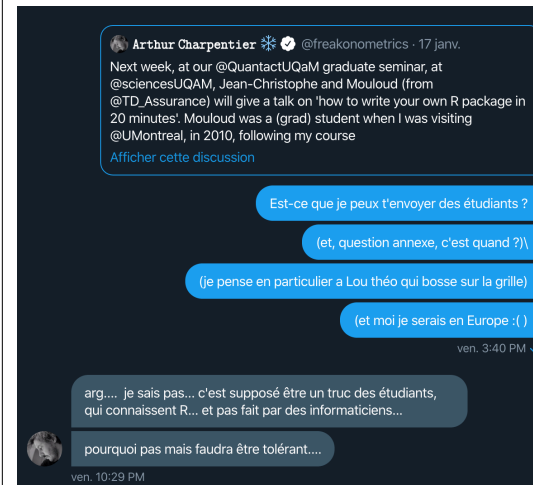 Arthur Charpentier ❄ @freakonometrics · 17 janv.
Next week, at our @QuantactUQaM graduate seminar, at
@sciencesUQAM, Jean-Christophe and Mouloud (from
@TD_Assurance) will give a talk on 'how to write your own R package in
20 minutes'. Mouloud was a (grad) student when I was visiting
@UMontreal, in 2010, following my course
Afficher cette discussion
Est-ce que je peux t'envoyer des étudiants ?
(et, question annexe, c'est quand ?)\
(je pense en particulier a Lou théo qui bosse sur la grille)
(et moi je serais en Europe :( )
ven. 3:40 PM ✓
arg.... je sais pas... c'est supposé être un truc des étudiants,
qui connaissent R... et pas fait par des informaticiens...
pourquoi pas mais faudra être tolérant....
ven. 10:29 PM